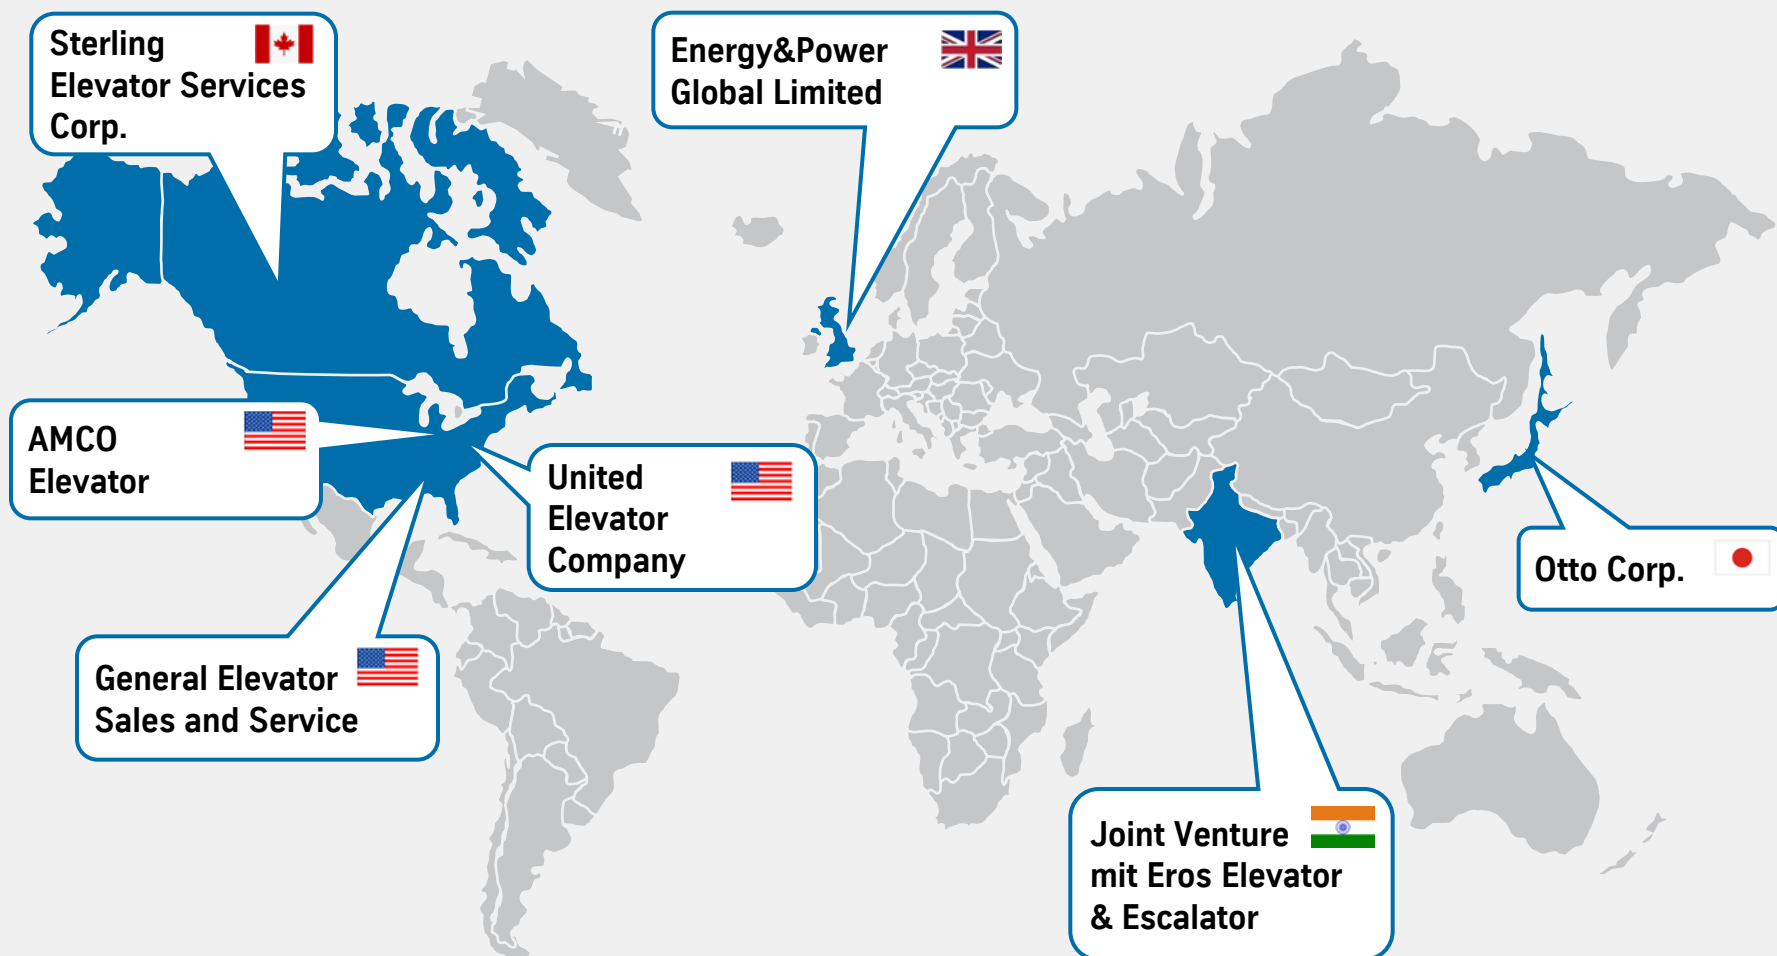 Sterling
Elevator Services
Corp.
Energy&Power
Global Limited
AMCO
Elevator
United
Elevator
Company
General Elevator
Sales and Service
Otto Corp.
Joint Venture
mit Eros Elevator
& Escalator